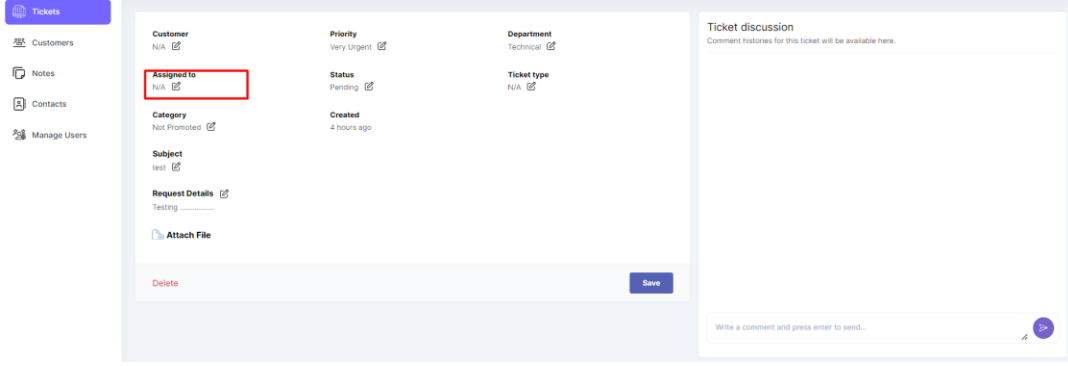 Tickets
Customers
Notes
Contacts
Manage Users
Customer
N/A
Priority
Very Urgent
Department
Technical
Assigned to
N/A
Status
Pending
Ticket type
N/A
Category
Not Promoted
Created
4 hours ago
Subject
test
Request Details
Testing ..................
Attach File
Delete
Save
Ticket discussion
Comment histories for this ticket will be available here.
Write a comment and press enter to send...